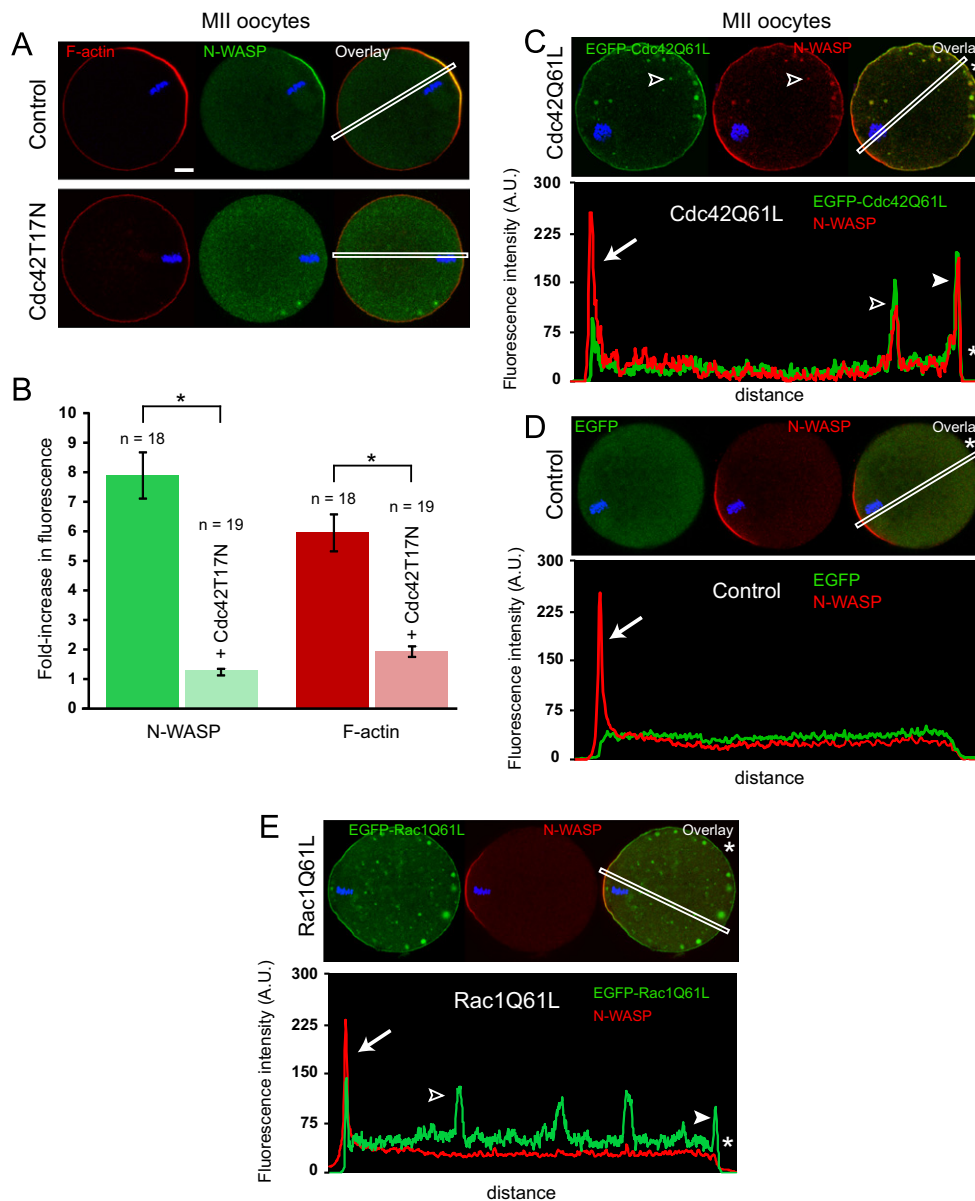 MII oocytes
MII oocytes
A
F-actin
N-WASP
Overlay
Control
Cdc42T17N
B
Fold-increase in fluorescence
10
9
8
7
6
5
4
3
2
1
0
*
n = 18
n = 19
+ Cdc42T17N
*
n = 18
n = 19
+ Cdc42T17N
N-WASP
F-actin
C
Cdc42Q61L
EGFP-Cdc42Q61L
N-WASP
Overla
*
Fluorescence intensity (A.U.)
300
225
150
75
0
Cdc42Q61L
EGFP-Cdc42Q61L
N-WASP
*
distance
D
Control
EGFP
N-WASP
Overla
*
Fluorescence intensity (A.U.)
300
225
150
75
0
Control
EGFP
N-WASP
distance
E
Rac1Q61L
EGFP-Rac1Q61L
N-WASP
Overlay
*
Fluorescence intensity (A.U.)
300
225
150
75
0
Rac1Q61L
EGFP-Rac1Q61L
N-WASP
*
distance